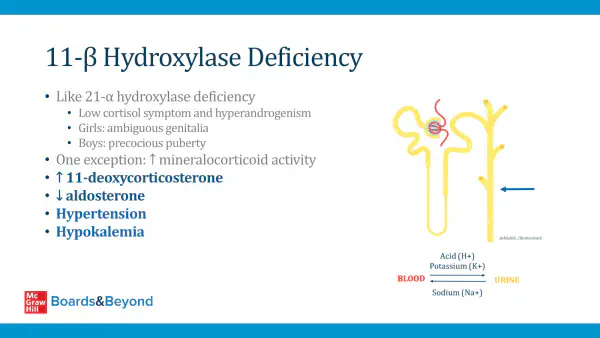 11-β Hydroxylase Deficiency
• Like 21-α hydroxylase deficiency
• Low cortisol symptom and hyperandrogenism
• Girls: ambiguous genitalia
• Boys: precocious puberty
• One exception: ↑ mineralocorticoid activity
• ↑ 11-deoxycorticosterone
• ↓ aldosterone
• Hypertension
• Hypokalemia
Acid (H+)
Potassium (K+)
BLOOD
URINE
Sodium (Na+)
Mc
Graw
Hill
Boards&Beyond